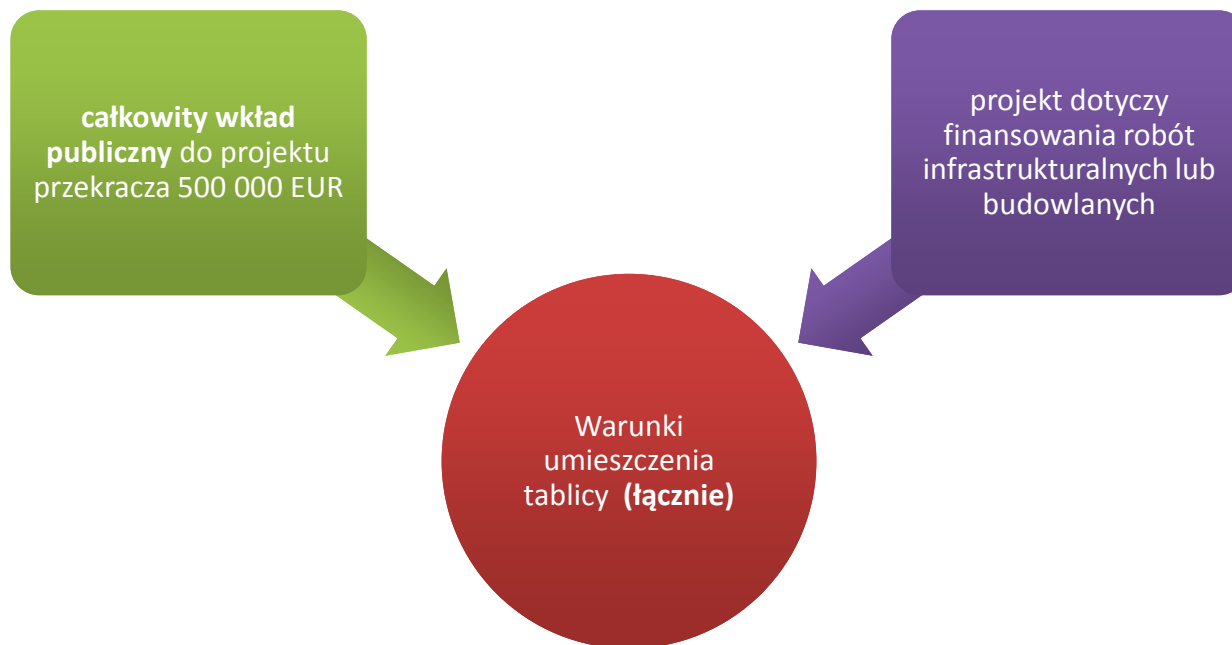 całkowity wkład
publiczny do projektu
przekracza 500 000 EUR
projekt dotyczy
finansowania robót
infrastrukturalnych lub
budowlanych
Warunki
umieszczenia
tablicy (łącznie)